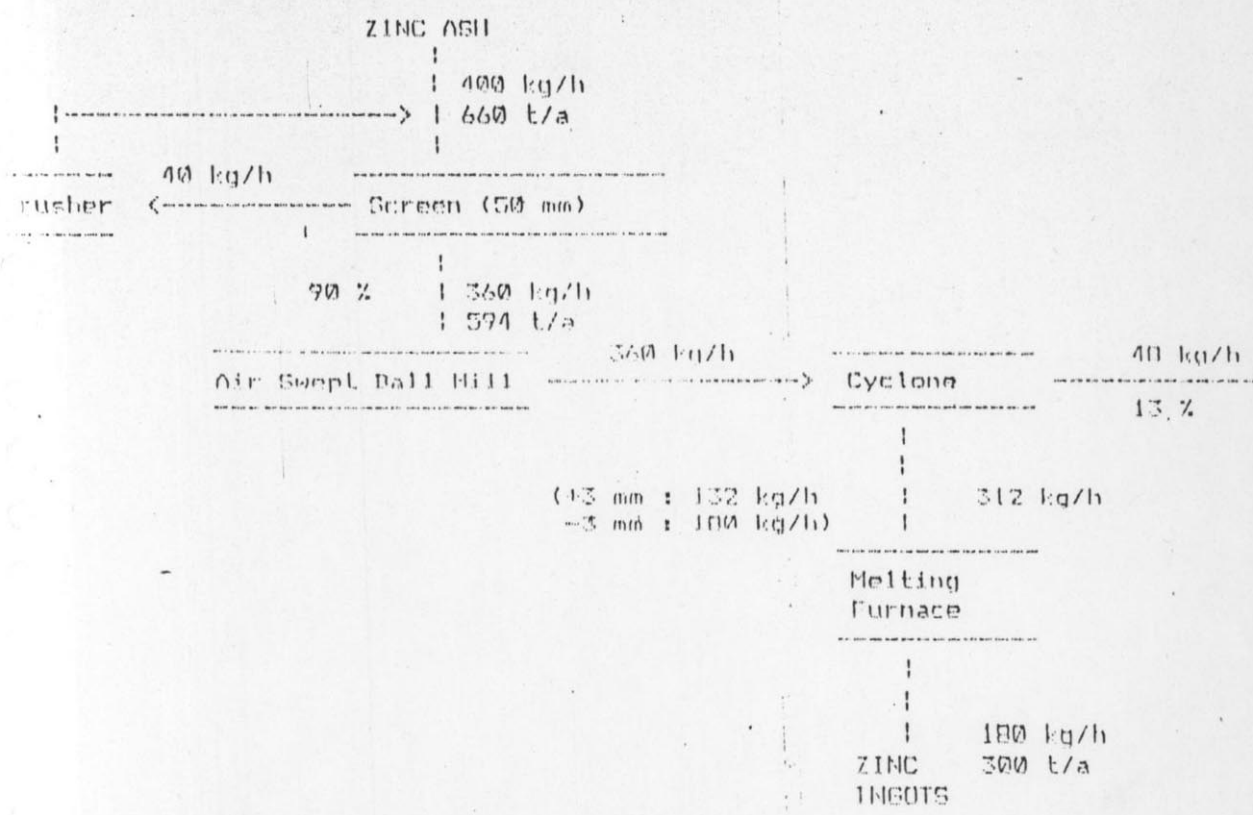 ZINC ASH
400 kg/h
660 t/a
40 kg/h
rusher
Screen (50 mm)
90 %
360 kg/h
594 t/a
360 kg/h
48 kg/h
Air Swept Ball Mill
Cyclone
13 %
(+3 mm : 132 kg/h
312 kg/h
-3 mm : 180 kg/h)
Melting
Furnace
180 kg/h
ZINC 300 t/a
INGOTS